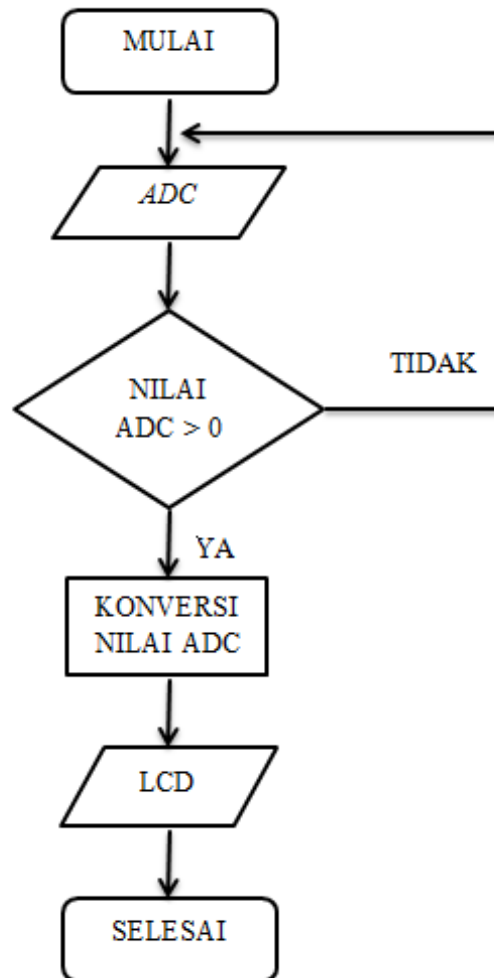 MULAI
ADC
NILAI
ADC > 0
TIDAK
YA
KONVERSI
NILAI ADC
LCD
SELESAI